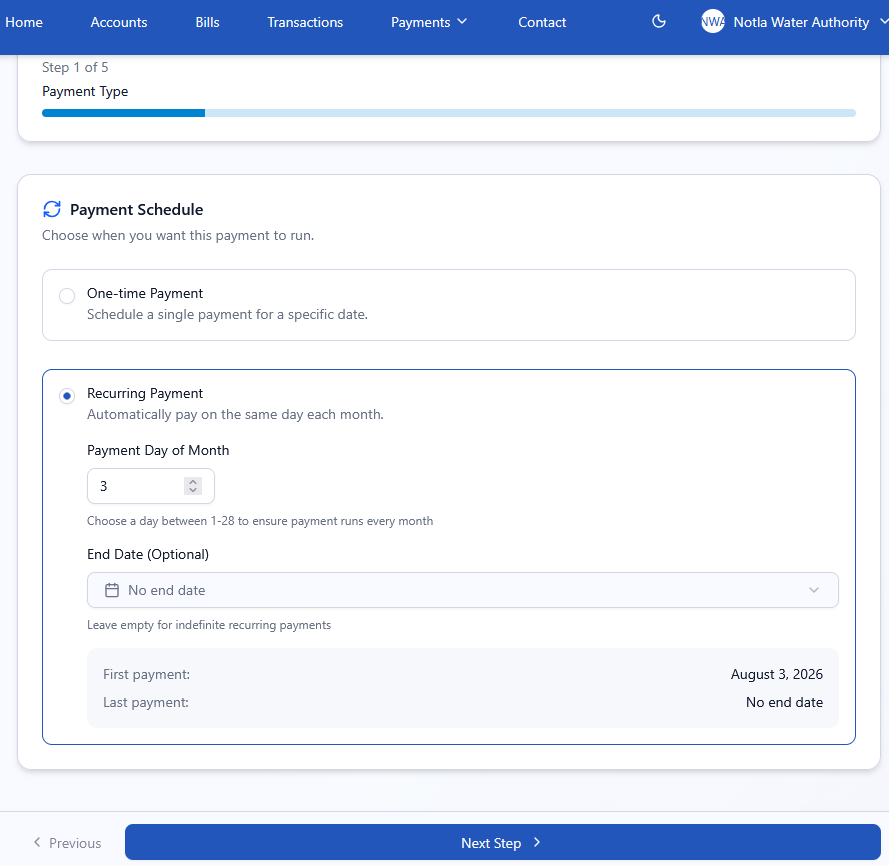 Home Accounts Bills Transactions Payments Contact NWA Notla Water Authority
Step 1 of 5
Payment Type
Payment Schedule
Choose when you want this payment to run.
One-time Payment
Schedule a single payment for a specific date.
Recurring Payment
Automatically pay on the same day each month.
Payment Day of Month
3
Choose a day between 1-28 to ensure payment runs every month
End Date (Optional)
No end date
Leave empty for indefinite recurring payments
First payment: August 3, 2026
Last payment: No end date
Previous Next Step